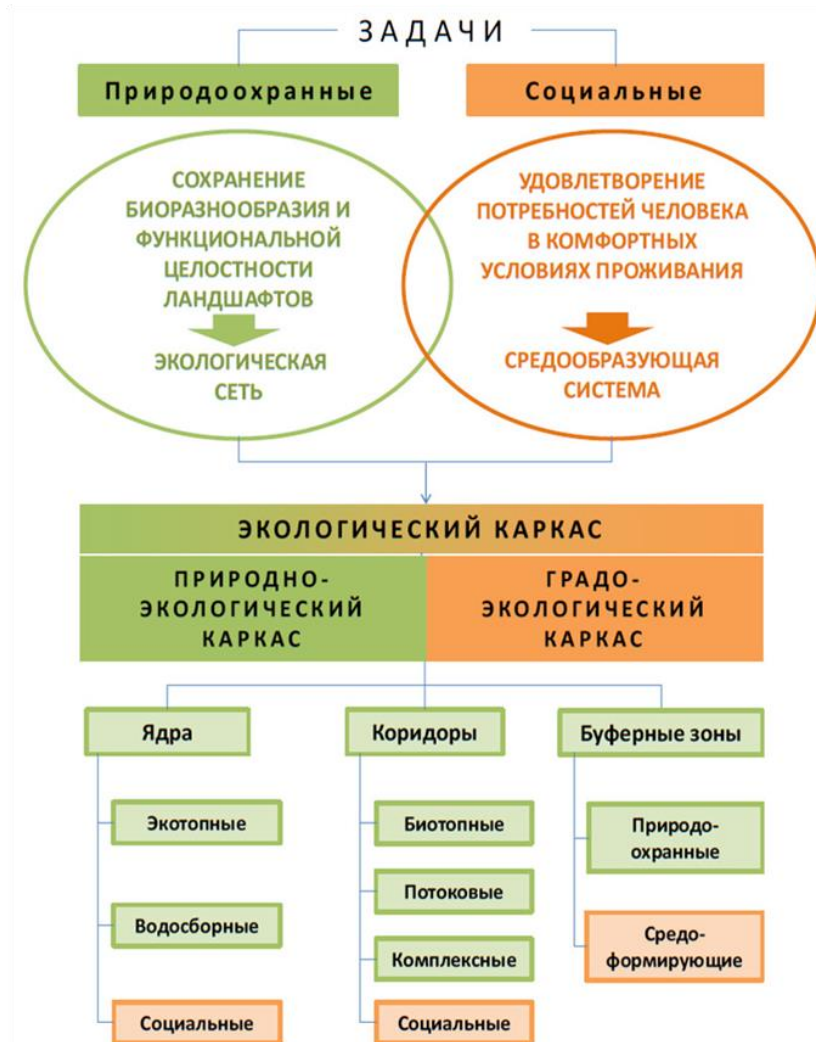 ЗАДАЧИ
Природоохранные
Социальные
СОХРАНЕНИЕ
БИОРАЗНООБРАЗИЯ И
ФУНКЦИОНАЛЬНОЙ
ЦЕЛОСТНОСТИ
ЛАНДШАФТОВ
ЭКОЛОГИЧЕСКАЯ
СЕТЬ
УДОВЛЕТВОРЕНИЕ
ПОТРЕБНОСТЕЙ ЧЕЛОВЕКА
В КОМФОРТНЫХ
УСЛОВИЯХ ПРОЖИВАНИЯ
СРЕДООБРАЗУЮЩАЯ
СИСТЕМА
ЭКОЛОГИЧЕСКИЙ КАРКАС
ПРИРОДНО-
ЭКОЛОГИЧЕСКИЙ
КАРКАС
ГРАДО-
ЭКОЛОГИЧЕСКИЙ
КАРКАС
Ядра
Экотопные
Водосборные
Социальные
Коридоры
Биотопные
Потоковые
Комплексные
Социальные
Буферные зоны
Природо-
охранные
Средо-
формирующие